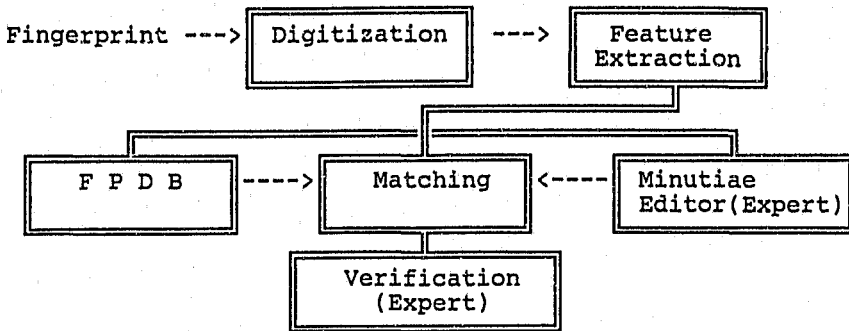 Fingerprint ---> Digitization ---> Feature
Extraction
F P D B ----> Matching <---- Minutiae
Editor(Expert)
Verification
(Expert)